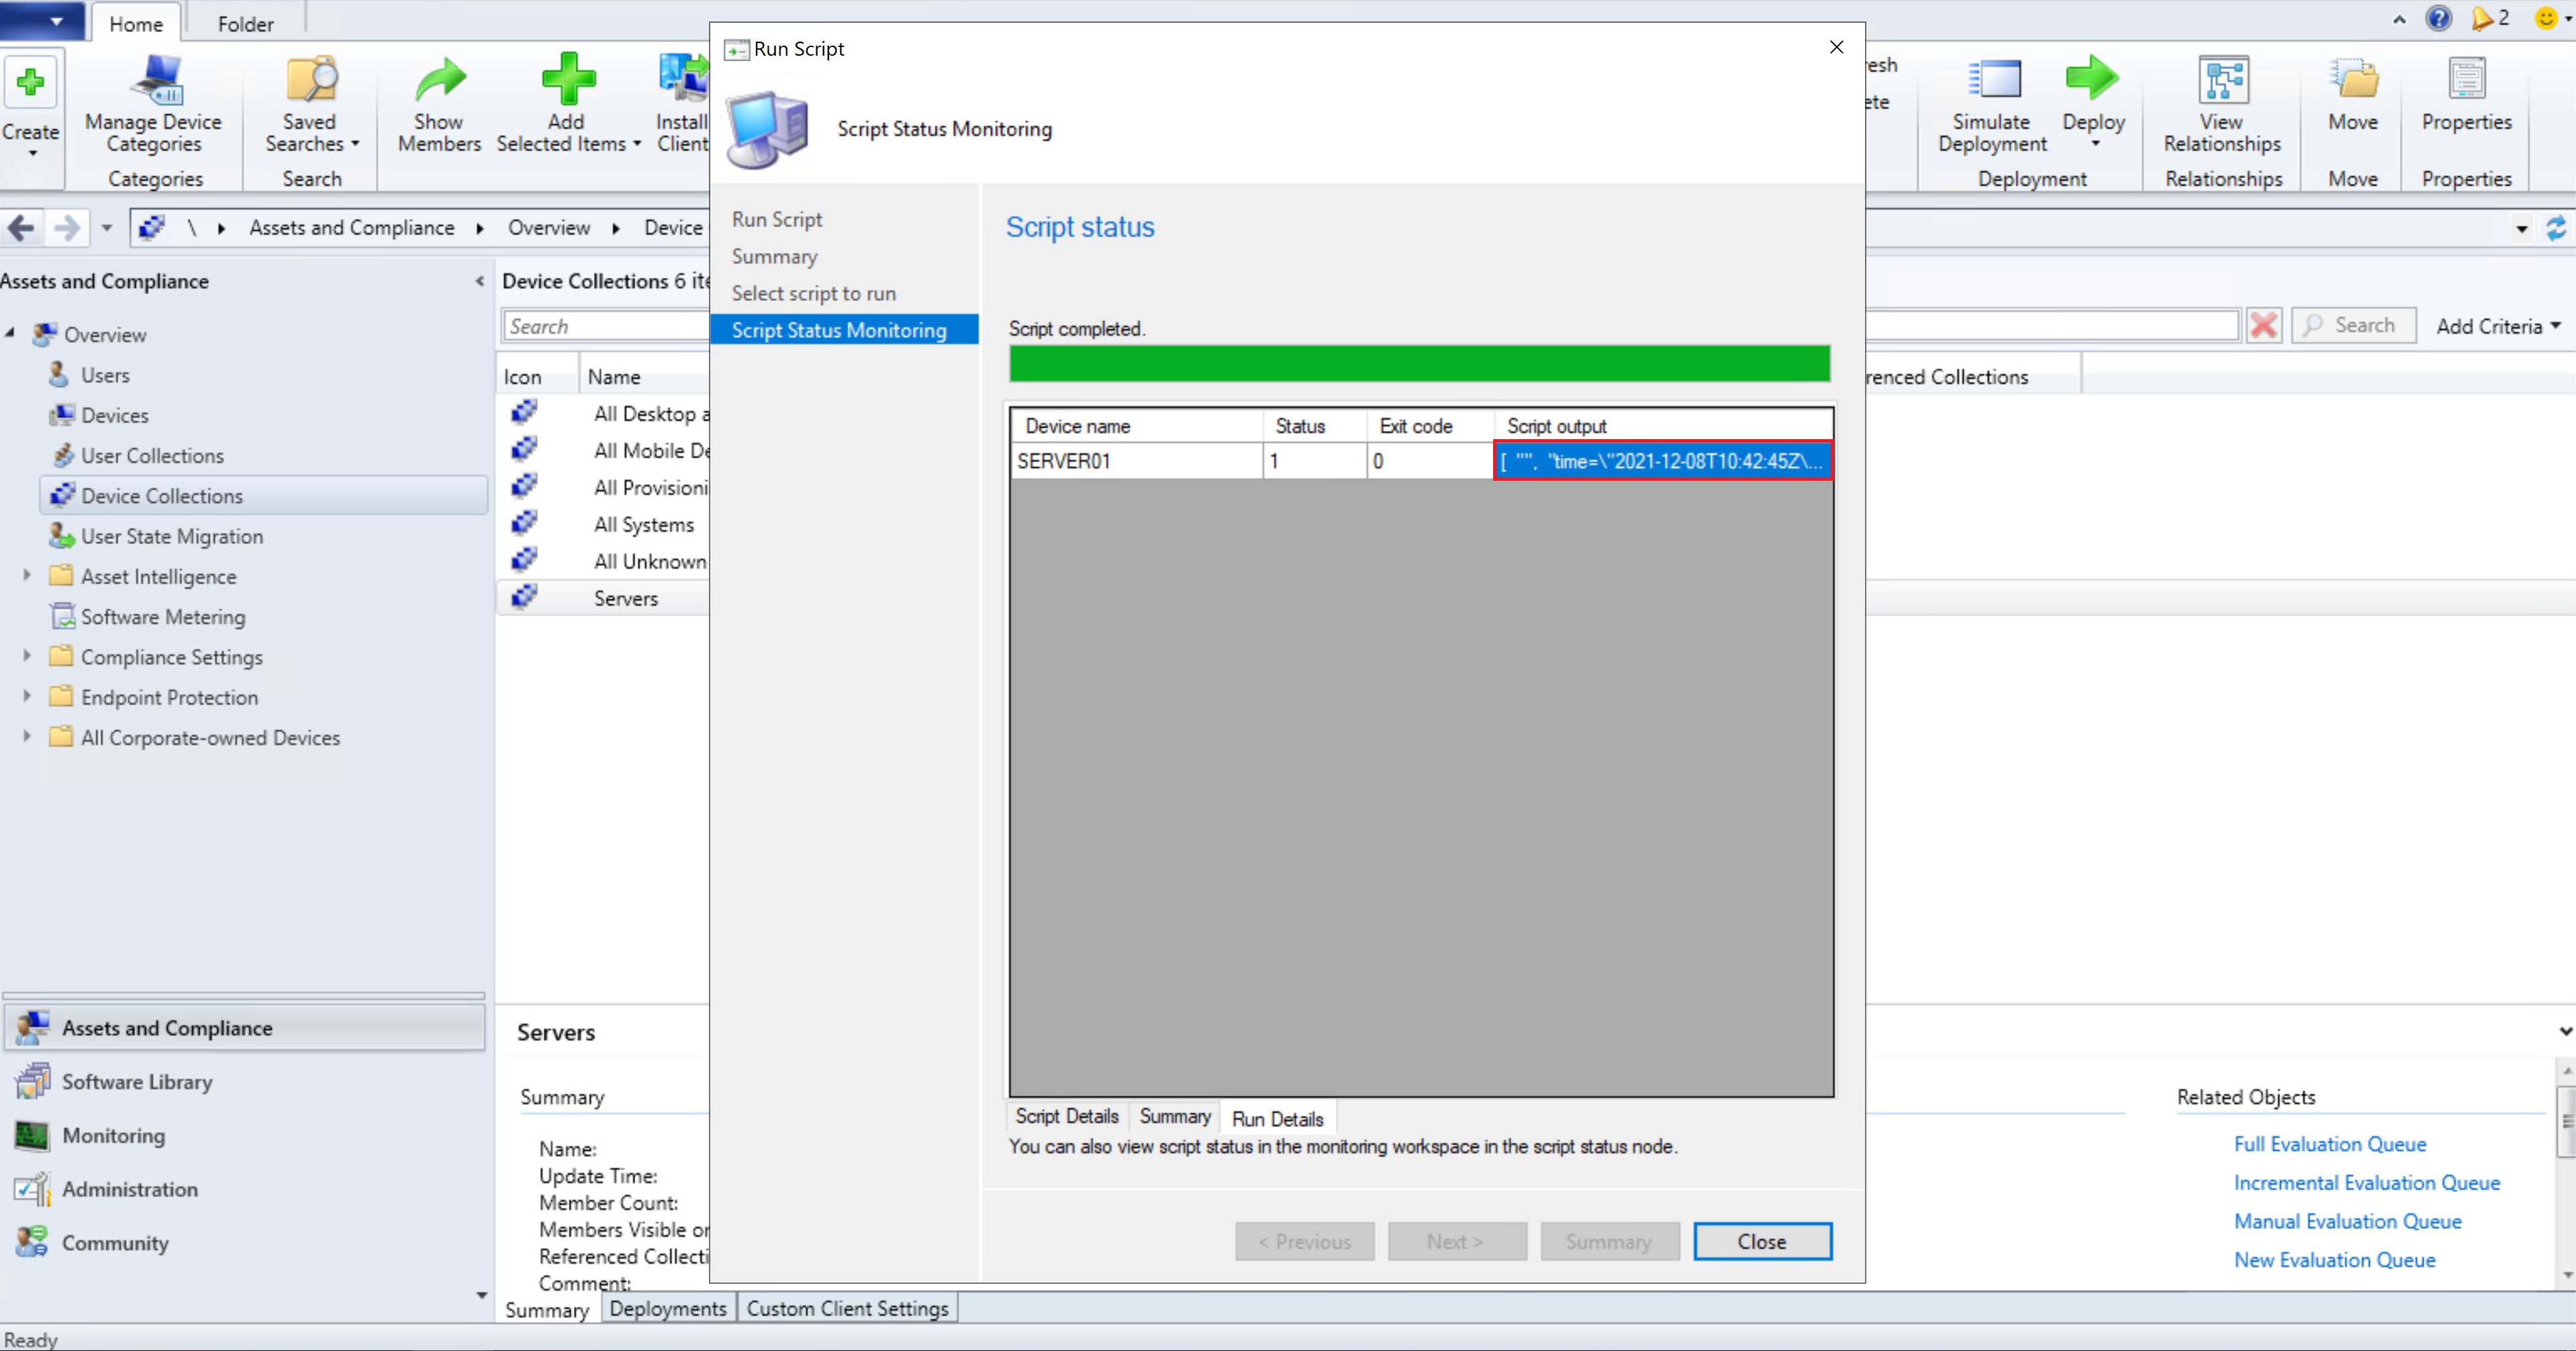 Home
Folder
2
Create
Manage Device
Categories
Categories
Saved
Searches
Search
Show
Members
Add
Selected Items
Install
Client
esh
ete
Simulate
Deployment
Deploy
Deployment
View
Relationships
Relationships
Move
Move
Properties
Properties
Run Script
Script Status Monitoring
\ Assets and Compliance Overview Device
Assets and Compliance
Overview
Users
Devices
User Collections
Device Collections
User State Migration
Asset Intelligence
Software Metering
Compliance Settings
Endpoint Protection
All Corporate-owned Devices
Assets and Compliance
Software Library
Monitoring
Administration
Community
Device Collections 6 ite
Search
Icon Name
All Desktop a
All Mobile De
All Provisioni
All Systems
All Unknown
Servers
Search
Add Criteria
renced Collections
Run Script
Summary
Select script to run
Script Status Monitoring
Script status
Script completed.
Device name Status Exit code Script output
SERVER01 1 0 [ "", "time=\"2021-12-08T10:42:45Z\...
Script Details Summary Run Details
You can also view script status in the monitoring workspace in the script status node.
< Previous Next > Summary Close
Servers
Summary
Name:
Update Time:
Member Count:
Members Visible or
Referenced Collecti
Comment:
Related Objects
Full Evaluation Queue
Incremental Evaluation Queue
Manual Evaluation Queue
New Evaluation Queue
Summary Deployments Custom Client Settings
Ready